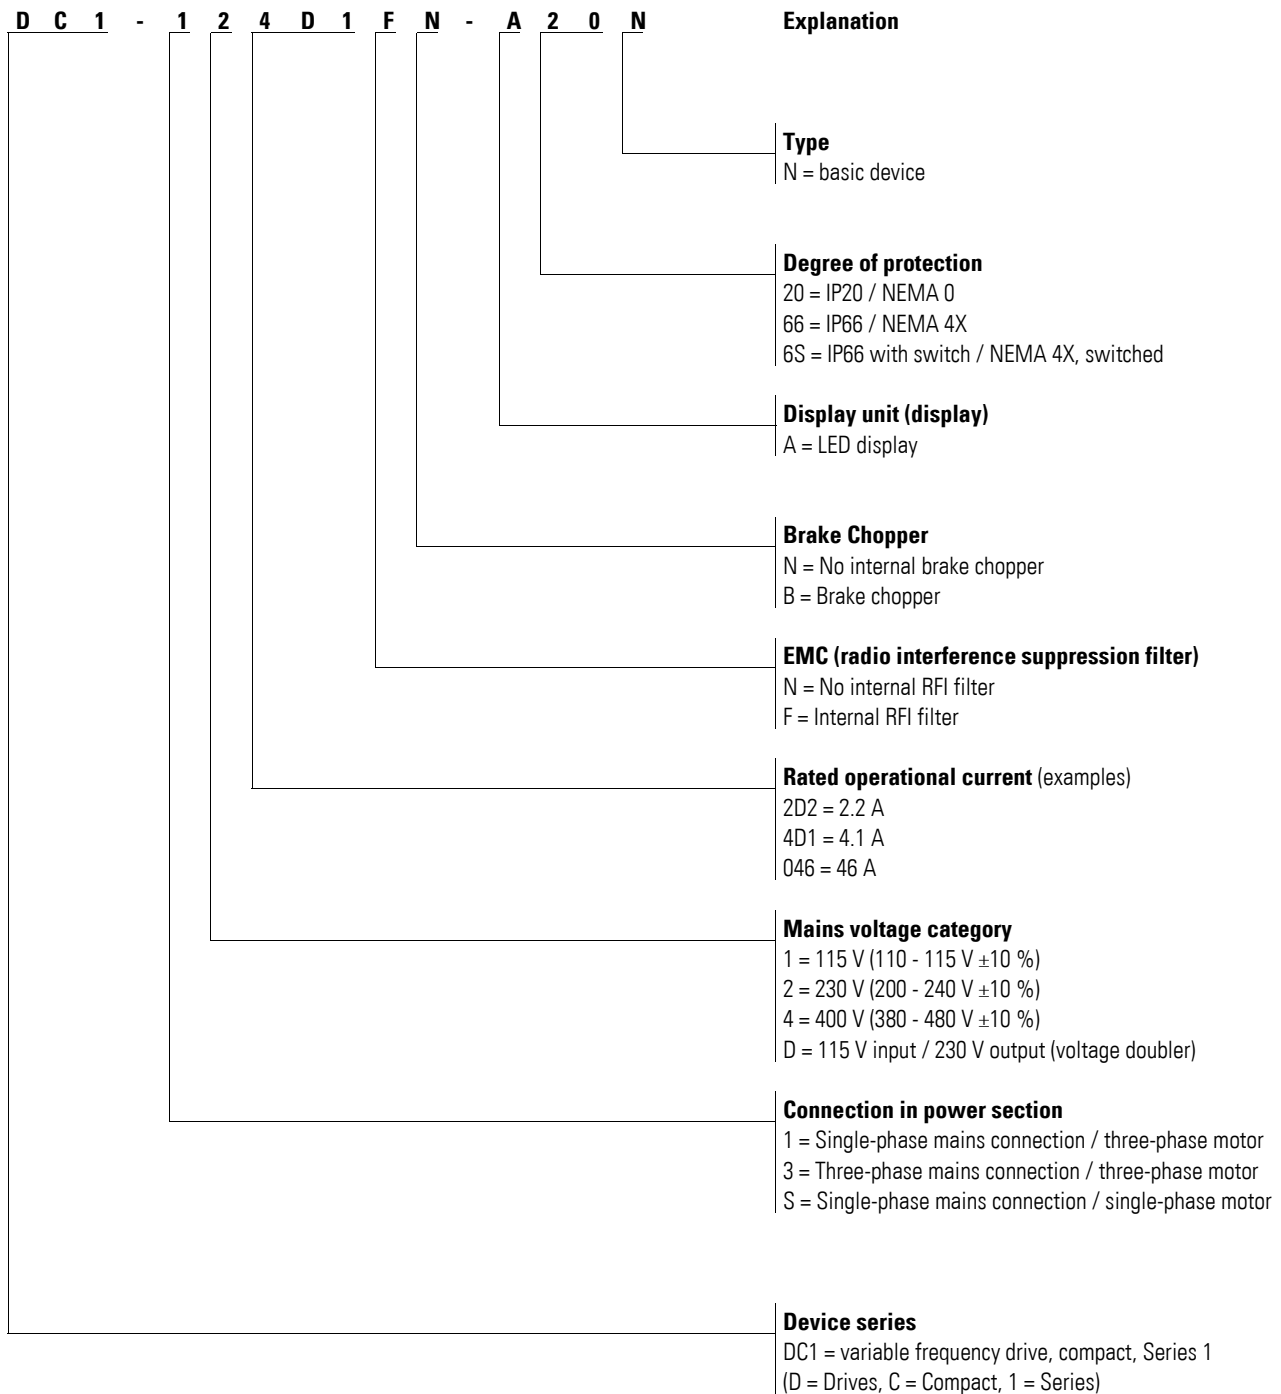 D C 1 - 1 2 4 D 1 F N - A 2 0 N Explanation
Type
N = basic device
Degree of protection
20 = IP20 / NEMA 0
66 = IP66 / NEMA 4X
6S = IP66 with switch / NEMA 4X, switched
Display unit (display)
A = LED display
Brake Chopper
N = No internal brake chopper
B = Brake chopper
EMC (radio interference suppression filter)
N = No internal RFI filter
F = Internal RFI filter
Rated operational current (examples)
2D2 = 2.2 A
4D1 = 4.1 A
046 = 46 A
Mains voltage category
1 = 115 V (110 - 115 V ±10 %)
2 = 230 V (200 - 240 V ±10 %)
4 = 400 V (380 - 480 V ±10 %)
D = 115 V input / 230 V output (voltage doubler)
Connection in power section
1 = Single-phase mains connection / three-phase motor
3 = Three-phase mains connection / three-phase motor
S = Single-phase mains connection / single-phase motor
Device series
DC1 = variable frequency drive, compact, Series 1
(D = Drives, C = Compact, 1 = Series)